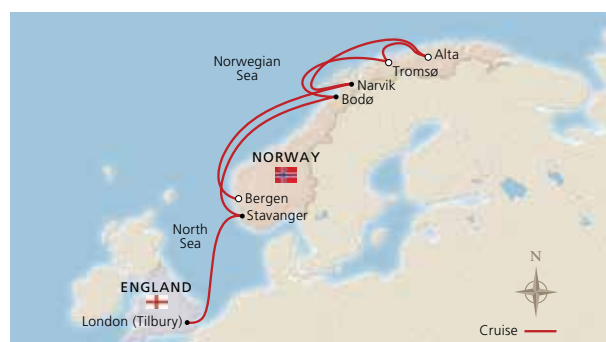 Norwegian
Sea
Alta
Tromsø
Narvik
Bodø
NORWAY
Bergen
Stavanger
North
Sea
N
ENGLAND
London (Tilbury)
Cruise